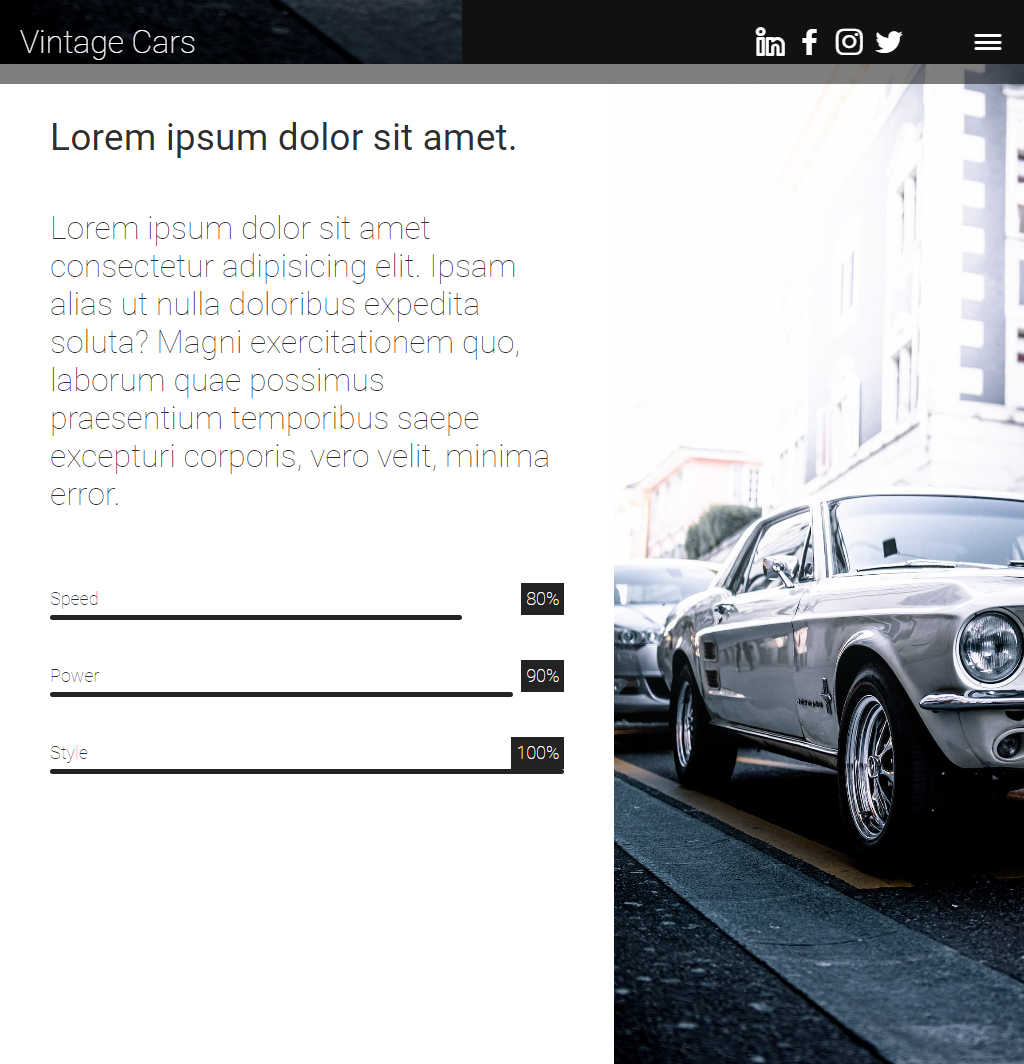 Vintage Cars
Lorem ipsum dolor sit amet.
Lorem ipsum dolor sit amet
consectetur adipisicing elit. Ipsam
alias ut nulla doloribus expedita
soluta? Magni exercitationem quo,
laborum quae possimus
praesentium temporibus saepe
excepturi corporis, vero velit, minima
error.
Speed 80%
Power 90%
Style 100%